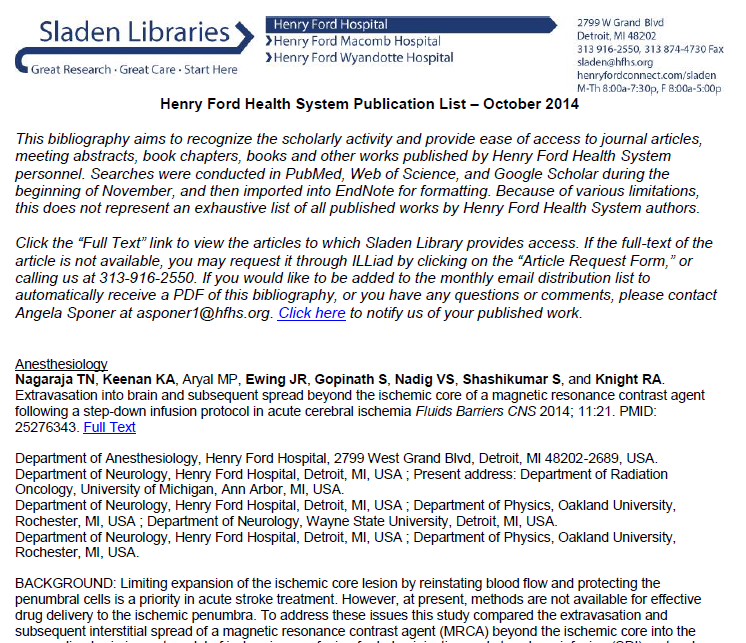 Sladen Libraries
Great Research · Great Care · Start Here
Henry Ford Hospital
Henry Ford Macomb Hospital
Henry Ford Wyandotte Hospital
2799 W Grand Blvd
Detroit, MI 48202
313 916-2550, 313 874-4730 Fax
sladen@hfhs.org
henryfordconnect.com/sladen
M-Th 8:00a-7:30p, F 8:00a-5:00p
Henry Ford Health System Publication List – October 2014
This bibliography aims to recognize the scholarly activity and provide ease of access to journal articles,
meeting abstracts, book chapters, books and other works published by Henry Ford Health System
personnel. Searches were conducted in PubMed, Web of Science, and Google Scholar during the
beginning of November, and then imported into EndNote for formatting. Because of various limitations,
this does not represent an exhaustive list of all published works by Henry Ford Health System authors.
Click the “Full Text” link to view the articles to which Sladen Library provides access. If the full-text of the
article is not available, you may request it through ILLiad by clicking on the “Article Request Form,” or
calling us at 313-916-2550. If you would like to be added to the monthly email distribution list to
automatically receive a PDF of this bibliography, or you have any questions or comments, please contact
Angela Sponer at asponer1@hfhs.org. Click here to notify us of your published work.
Anesthesiology
Nagaraja TN, Keenan KA, Aryal MP, Ewing JR, Gopinath S, Nadig VS, Shashikumar S, and Knight RA.
Extravasation into brain and subsequent spread beyond the ischemic core of a magnetic resonance contrast agent
following a step-down infusion protocol in acute cerebral ischemia Fluids Barriers CNS 2014; 11:21. PMID:
25276343. Full Text
Department of Anesthesiology, Henry Ford Hospital, 2799 West Grand Blvd, Detroit, MI 48202-2689, USA.
Department of Neurology, Henry Ford Hospital, Detroit, MI, USA ; Present address: Department of Radiation
Oncology, University of Michigan, Ann Arbor, MI, USA.
Department of Neurology, Henry Ford Hospital, Detroit, MI, USA ; Department of Physics, Oakland University,
Rochester, MI, USA ; Department of Neurology, Wayne State University, Detroit, MI, USA.
Department of Neurology, Henry Ford Hospital, Detroit, MI, USA ; Department of Physics, Oakland University,
Rochester, MI, USA.
BACKGROUND: Limiting expansion of the ischemic core lesion by reinstating blood flow and protecting the
penumbral cells is a priority in acute stroke treatment. However, at present, methods are not available for effective
drug delivery to the ischemic penumbra. To address these issues this study compared the extravasation and
subsequent interstitial spread of a magnetic resonance contrast agent (MRCA) beyond the ischemic core into the